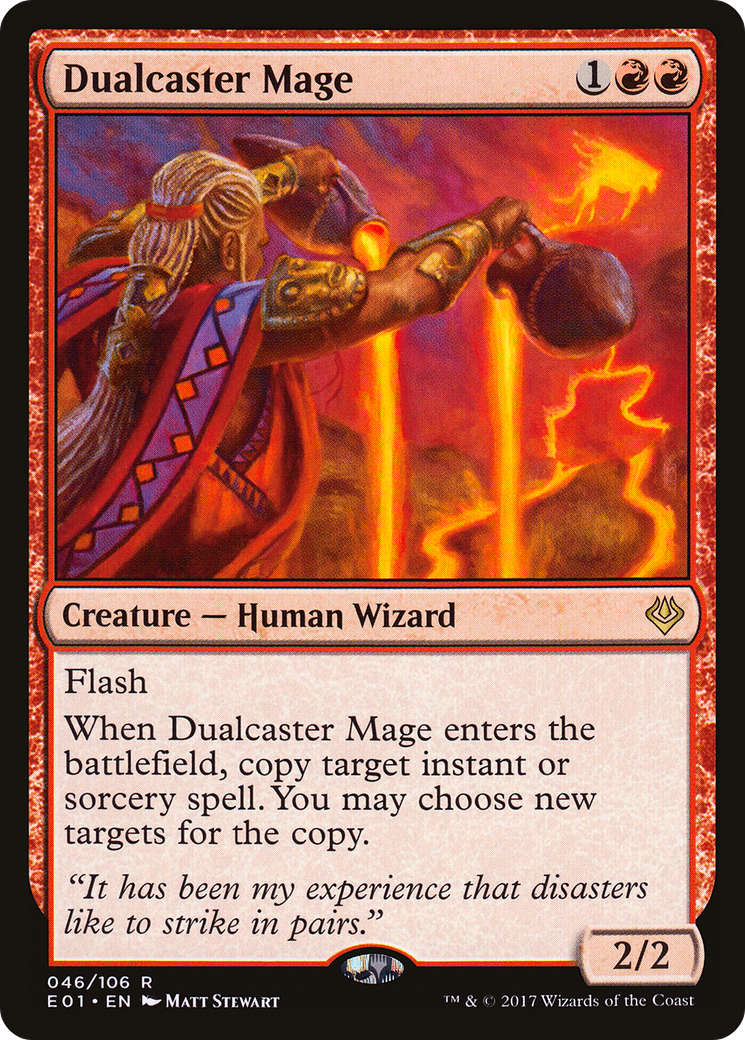 Dualcaster Mage 1
Creature — Human Wizard
Flash
When Dualcaster Mage enters the
battlefield, copy target instant or
sorcery spell. You may choose new
targets for the copy.
“It has been my experience that disasters
like to strike in pairs.”
2/2
046/106 R
E01 • EN Matt Stewart
™ & © 2017 Wizards of the Coast